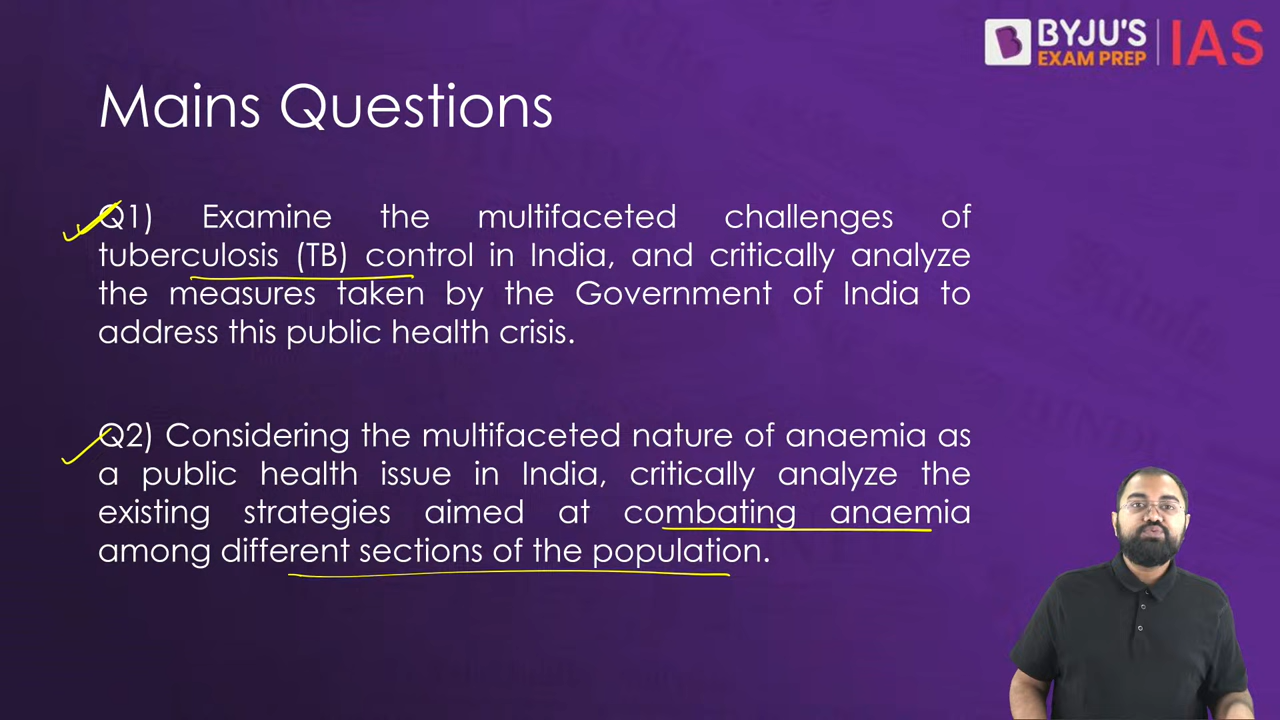 BYJU'S
EXAM PREP
IAS
Mains Questions
Q1) Examine the multifaceted challenges of
tuberculosis (TB) control in India, and critically analyze
the measures taken by the Government of India to
address this public health crisis.
Q2) Considering the multifaceted nature of anaemia as
a public health issue in India, critically analyze the
existing strategies aimed at combating anaemia
among different sections of the population.